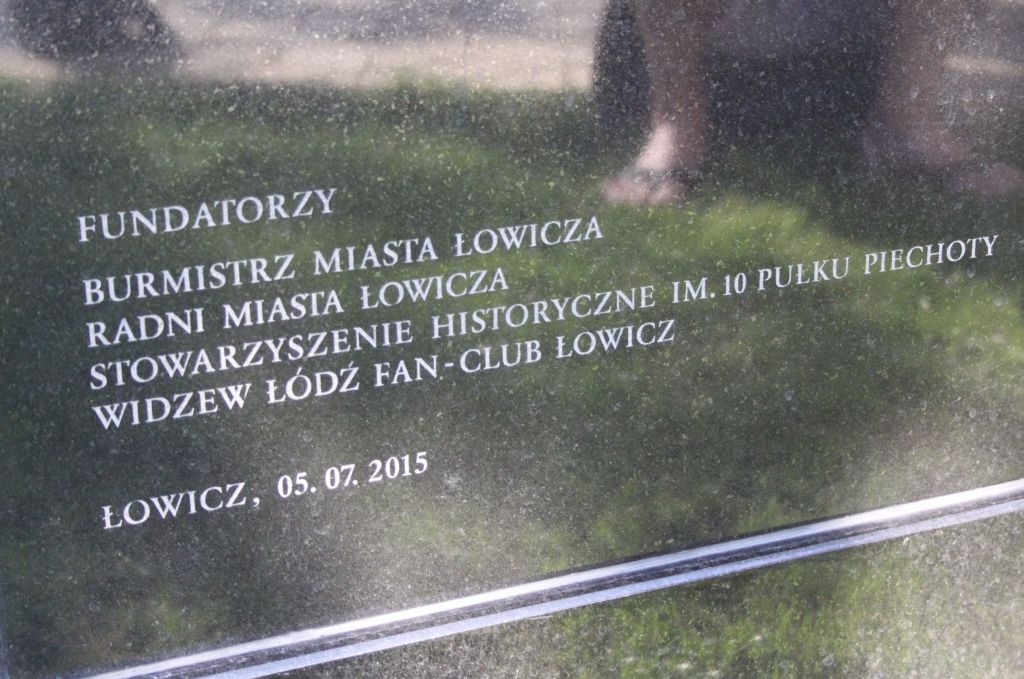 FUNDATORZY
BURMISTRZ MIASTA ŁOWICZA
RADNI MIASTA ŁOWICZA
STOWARZYSZENIE HISTORYCZNE IM. 10 PUŁKU PIECHOTY
WIDZEW ŁÓDŹ FAN-CLUB ŁOWICZ
ŁOWICZ, 05. 07. 2015